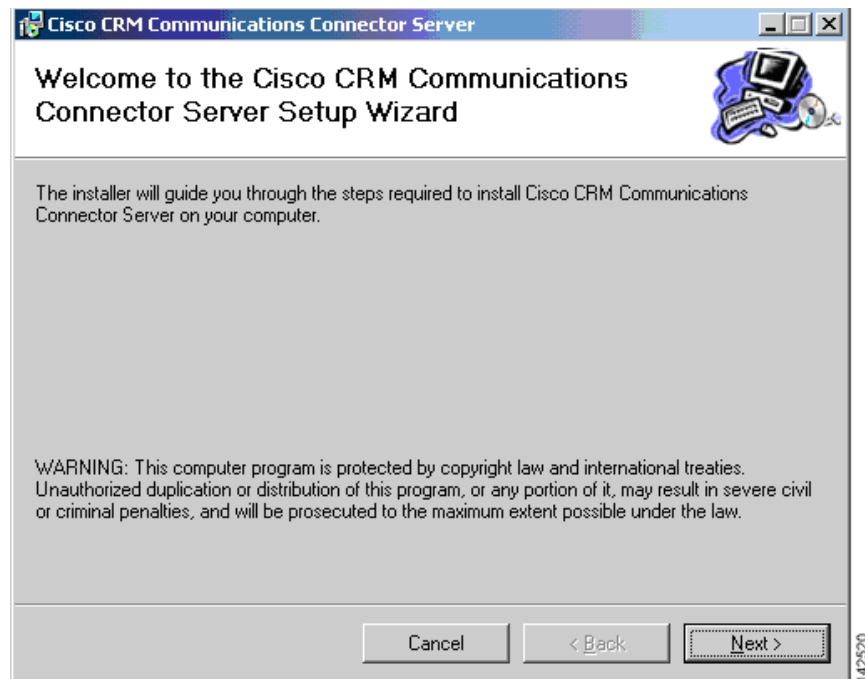 Cisco CRM Communications Connector Server
Welcome to the Cisco CRM Communications
Connector Server Setup Wizard
The installer will guide you through the steps required to install Cisco CRM Communications
Connector Server on your computer.
WARNING: This computer program is protected by copyright law and international treaties.
Unauthorized duplication or distribution of this program, or any portion of it, may result in severe civil
or criminal penalties, and will be prosecuted to the maximum extent possible under the law.
Cancel
< Back
Next >